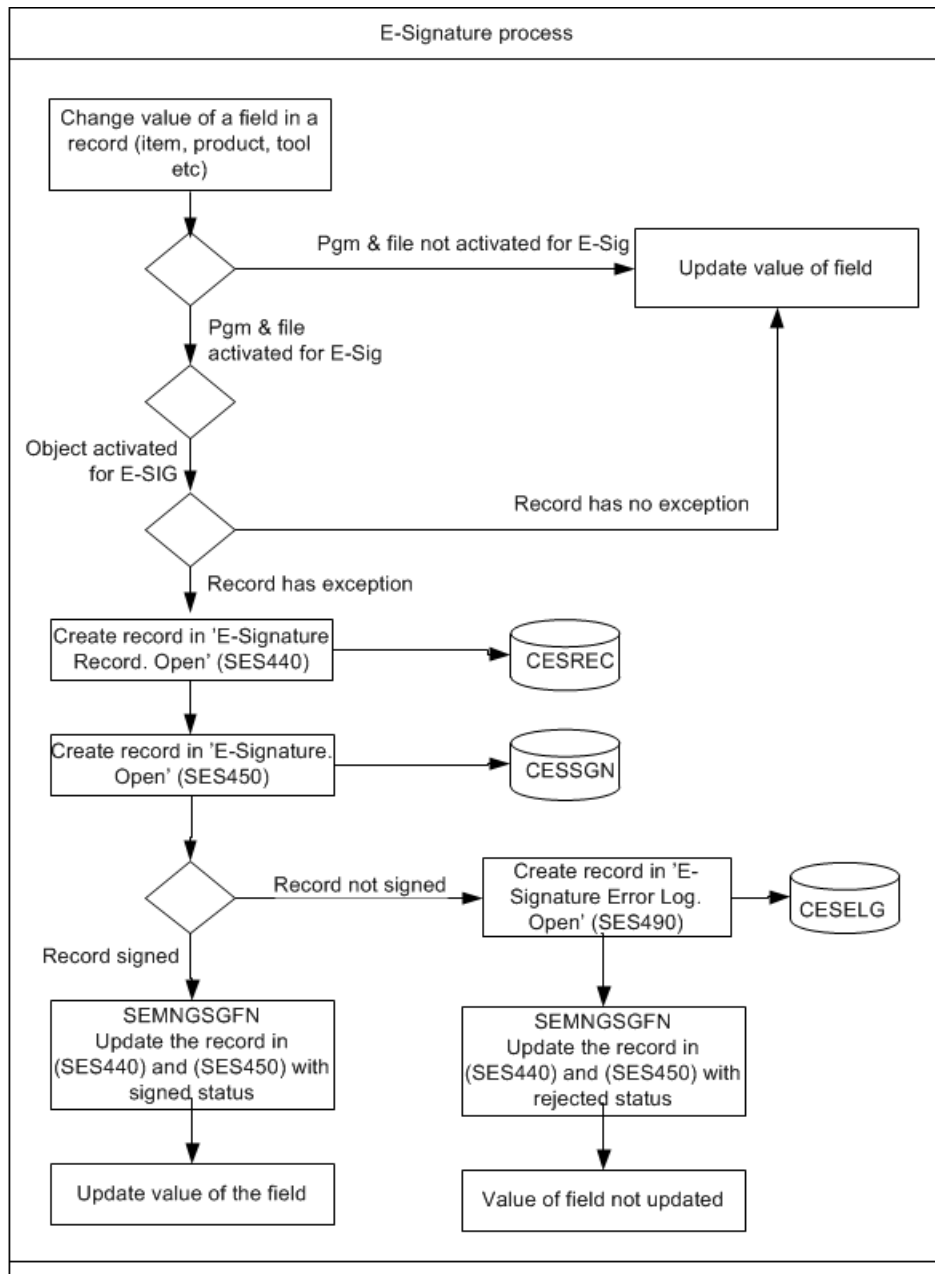 E-Signature process
Change value of a field in a
record (item, product, tool
etc)
Pgm & file not activated for E-Sig
Update value of field
Pgm & file
activated for E-Sig
Object activated
for E-SIG
Record has no exception
Record has exception
Create record in 'E-Signature
Record. Open’ (SES440)
CESREC
Create record in 'E-Signature.
Open’ (SES450)
CESSGN
Record not signed
Create record in 'E-
Signature Error Log.
Open’ (SES490)
CESELG
Record signed
SEMNGSGFN
Update the record in
(SES440) and (SES450) with
signed status
SEMNGSGFN
Update the record in
(SES440) and (SES450) with
rejected status
Update value of the field
Value of field not updated